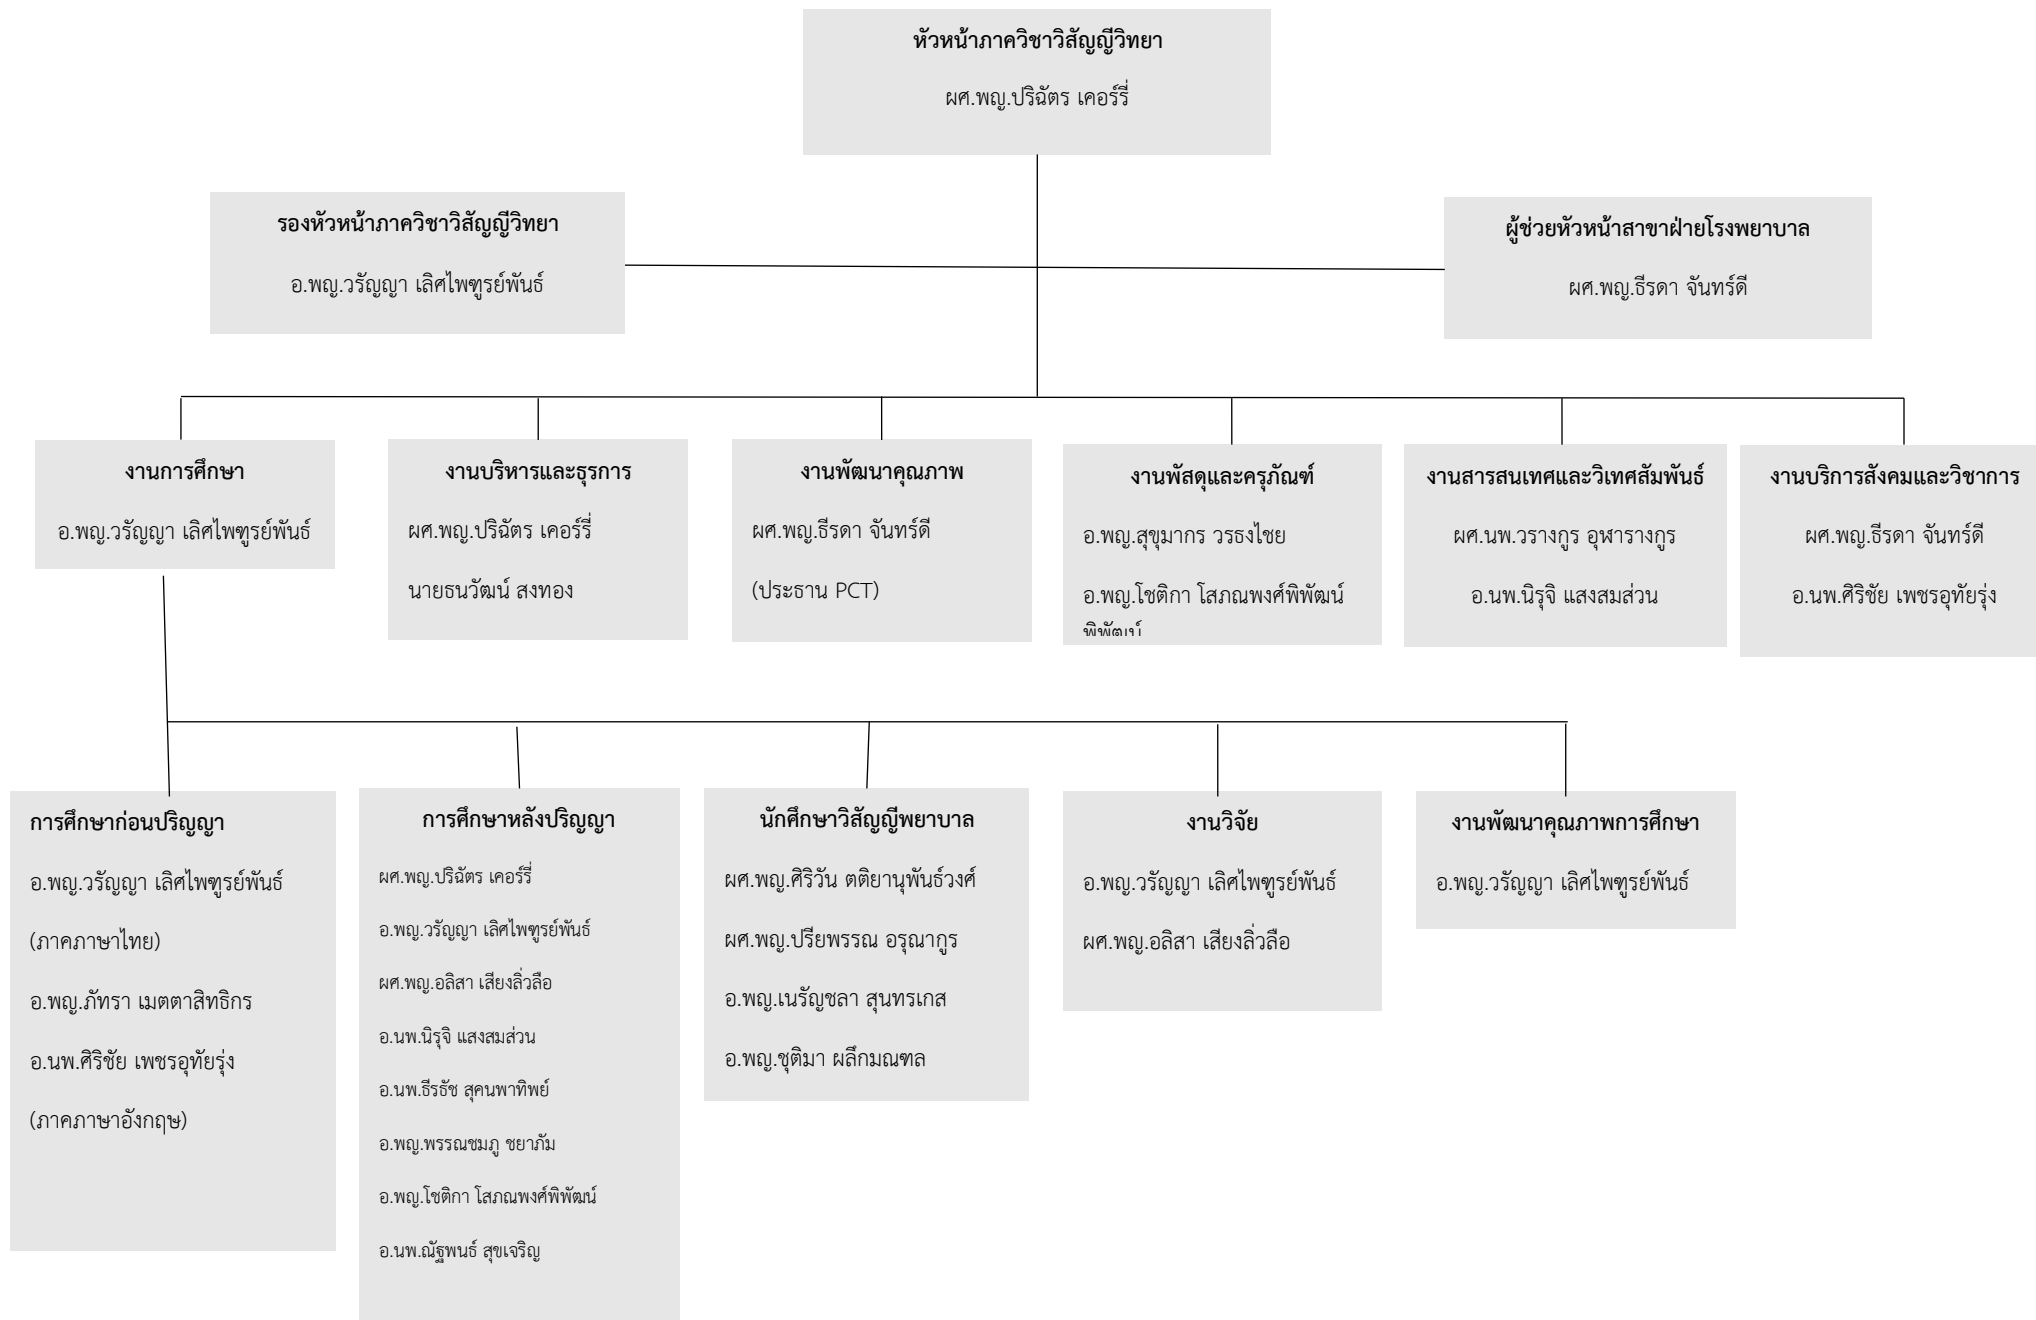 หัวหน้าภาควิชาวิสัญญีวิทยา
ผศ.พญ.ปริฉัตร เคอร์รี่
รองหัวหน้าภาควิชาวิสัญญีวิทยา
อ.พญ.วรัญญา เลิศไพฑูรย์พันธ์
ผู้ช่วยหัวหน้าสาขาฝ่ายโรงพยาบาล
ผศ.พญ.ธีรดา จันทร์ดี
งานการศึกษา
อ.พญ.วรัญญา เลิศไพฑูรย์พันธ์
งานบริหารและธุรการ
ผศ.พญ.ปริฉัตร เคอร์รี่
นายธนวัฒน์ สงทอง
งานพัฒนาคุณภาพ
ผศ.พญ.ธีรดา จันทร์ดี
(ประธาน PCT)
งานพัสดุและครุภัณฑ์
อ.พญ.สุขุมากร วรธงไชย
อ.พญ.โชติกา โสภณพงศ์พิพัฒน์
พิพัฒน์
งานสารสนเทศและวิเทศสัมพันธ์
ผศ.นพ.วรางกูร อุฬารางกูร
อ.นพ.นิรุจิ แสงสมส่วน
งานบริการสังคมและวิชาการ
ผศ.พญ.ธีรดา จันทร์ดี
อ.นพ.ศิริชัย เพชรอุทัยรุ่ง
การศึกษาก่อนปริญญา
อ.พญ.วรัญญา เลิศไพฑูรย์พันธ์
(ภาคภาษาไทย)
อ.พญ.ภัทรา เมตตาสิทธิกร
อ.นพ.ศิริชัย เพชรอุทัยรุ่ง
(ภาคภาษาอังกฤษ)
การศึกษาหลังปริญญา
ผศ.พญ.ปริฉัตร เคอร์รี่
อ.พญ.วรัญญา เลิศไพฑูรย์พันธ์
ผศ.พญ.อลิสา เสียงลิ่วลือ
อ.นพ.นิรุจิ แสงสมส่วน
อ.นพ.ธีรธัช สุคนพาทิพย์
อ.พญ.พรรณชมภู ชยาภัม
อ.พญ.โชติกา โสภณพงศ์พิพัฒน์
อ.นพ.ณัฐพนธ์ สุขเจริญ
นักศึกษาวิสัญญีพยาบาล
ผศ.พญ.ศิริวัน ตติยานุพันธ์วงศ์
ผศ.พญ.ปรียพรรณ อรุณากูร
อ.พญ.เนรัญชลา สุนทรเกส
อ.พญ.ชุติมา ผลึกมณฑล
งานวิจัย
อ.พญ.วรัญญา เลิศไพฑูรย์พันธ์
ผศ.พญ.อลิสา เสียงลิ่วลือ
งานพัฒนาคุณภาพการศึกษา
อ.พญ.วรัญญา เลิศไพฑูรย์พันธ์